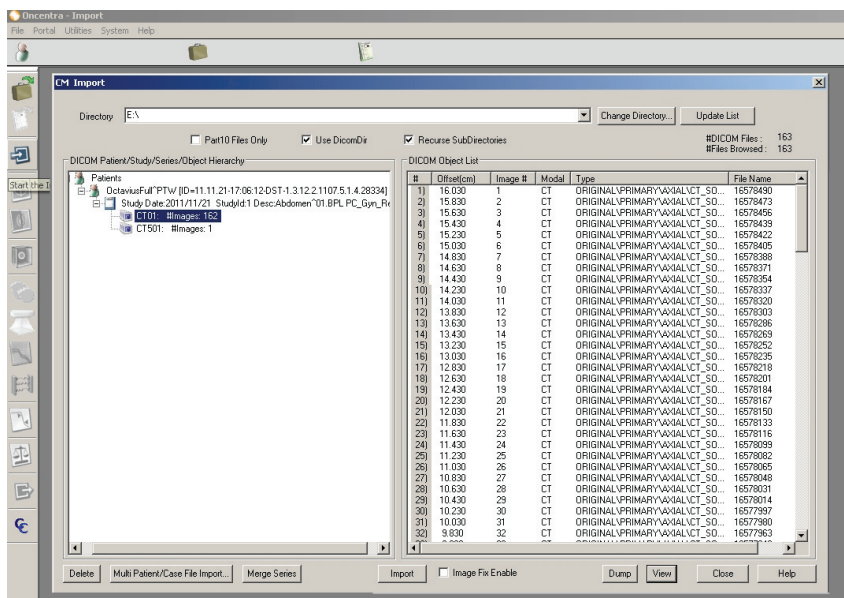 Oncentra - Import
File Portal Utilities System Help
CM Import
Directory E:\ Change Directory... Update List
Part10 Files Only Use DicomDir Recurse SubDirectories
#DICOM Files : 163
#Files Browsed : 163
DICOM Patient/Study/Series/Object Hierarchy
Start the I
Patients
OctaviusFull^PTW [ID=11.11.21-17:06:12-DST-1.3.12.2.1107.5.1.4.28334]
Study Date:2011/11/21 StudyId:1 Desc:Abdomen^01.BPL PC_Gyn_Re
CT01: #Images: 162
CT501: #Images: 1
DICOM Object List
# Offset(cm) Image # Modal Type File Name
1) 16.030 1 CT ORIGINAL\PRIMARY\AXIAL\CT_SO... 16578490
2) 15.830 2 CT ORIGINAL\PRIMARY\AXIAL\CT_SO... 16578473
3) 15.630 3 CT ORIGINAL\PRIMARY\AXIAL\CT_SO... 16578456
4) 15.430 4 CT ORIGINAL\PRIMARY\AXIAL\CT_SO... 16578439
5) 15.230 5 CT ORIGINAL\PRIMARY\AXIAL\CT_SO... 16578422
6) 15.030 6 CT ORIGINAL\PRIMARY\AXIAL\CT_SO... 16578405
7) 14.830 7 CT ORIGINAL\PRIMARY\AXIAL\CT_SO... 16578388
8) 14.630 8 CT ORIGINAL\PRIMARY\AXIAL\CT_SO... 16578371
9) 14.430 9 CT ORIGINAL\PRIMARY\AXIAL\CT_SO... 16578354
10) 14.230 10 CT ORIGINAL\PRIMARY\AXIAL\CT_SO... 16578337
11) 14.030 11 CT ORIGINAL\PRIMARY\AXIAL\CT_SO... 16578320
12) 13.830 12 CT ORIGINAL\PRIMARY\AXIAL\CT_SO... 16578303
13) 13.630 13 CT ORIGINAL\PRIMARY\AXIAL\CT_SO... 16578286
14) 13.430 14 CT ORIGINAL\PRIMARY\AXIAL\CT_SO... 16578269
15) 13.230 15 CT ORIGINAL\PRIMARY\AXIAL\CT_SO... 16578252
16) 13.030 16 CT ORIGINAL\PRIMARY\AXIAL\CT_SO... 16578235
17) 12.830 17 CT ORIGINAL\PRIMARY\AXIAL\CT_SO... 16578218
18) 12.630 18 CT ORIGINAL\PRIMARY\AXIAL\CT_SO... 16578201
19) 12.430 19 CT ORIGINAL\PRIMARY\AXIAL\CT_SO... 16578184
20) 12.230 20 CT ORIGINAL\PRIMARY\AXIAL\CT_SO... 16578167
21) 12.030 21 CT ORIGINAL\PRIMARY\AXIAL\CT_SO... 16578150
22) 11.830 22 CT ORIGINAL\PRIMARY\AXIAL\CT_SO... 16578133
23) 11.630 23 CT ORIGINAL\PRIMARY\AXIAL\CT_SO... 16578116
24) 11.430 24 CT ORIGINAL\PRIMARY\AXIAL\CT_SO... 16578099
25) 11.230 25 CT ORIGINAL\PRIMARY\AXIAL\CT_SO... 16578082
26) 11.030 26 CT ORIGINAL\PRIMARY\AXIAL\CT_SO... 16578065
27) 10.830 27 CT ORIGINAL\PRIMARY\AXIAL\CT_SO... 16578048
28) 10.630 28 CT ORIGINAL\PRIMARY\AXIAL\CT_SO... 16578031
29) 10.430 29 CT ORIGINAL\PRIMARY\AXIAL\CT_SO... 16578014
30) 10.230 30 CT ORIGINAL\PRIMARY\AXIAL\CT_SO... 16577997
31) 10.030 31 CT ORIGINAL\PRIMARY\AXIAL\CT_SO... 16577980
32) 9.830 32 CT ORIGINAL\PRIMARY\AXIAL\CT_SO... 16577963
Delete Multi Patient/Case File Import... Merge Series Import Image Fix Enable Dump View Close Help